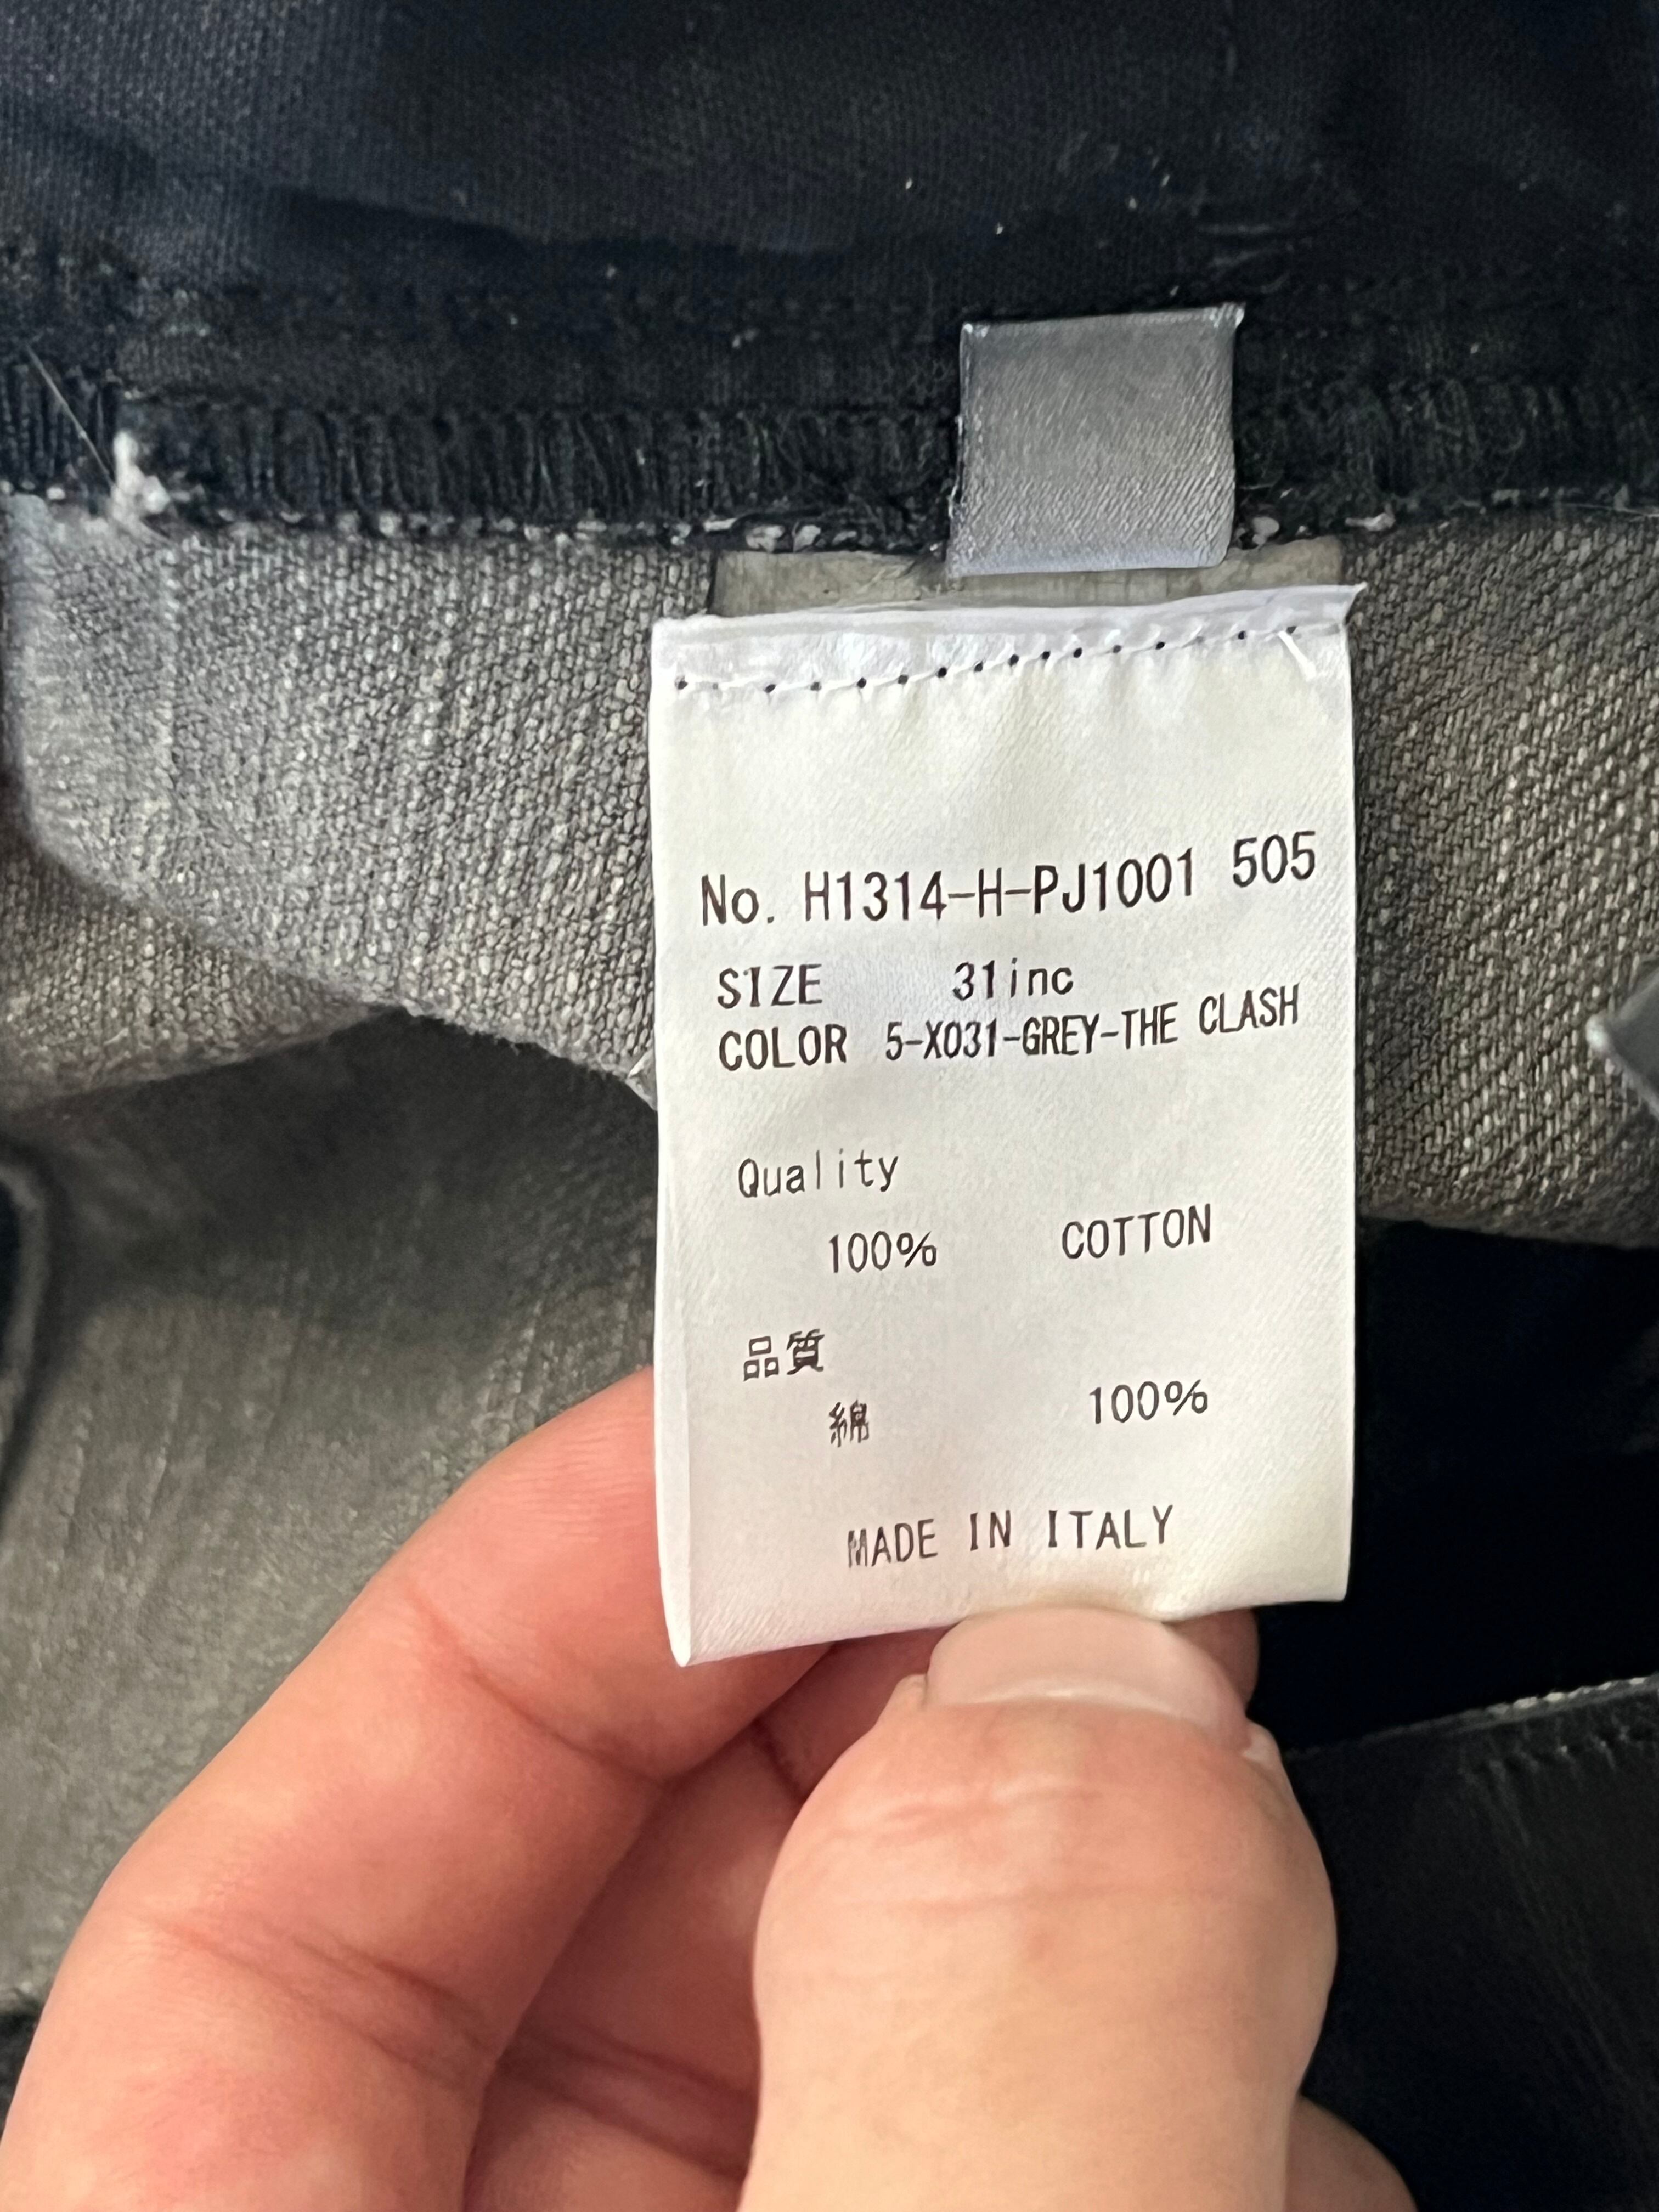 No. H1314-H-PJ1001 505
SIZE 31inc
COLOR 5-X031-GREY-THE CLASH
Quality
100% COTTON
品質
綿 100%
MADE IN ITALY